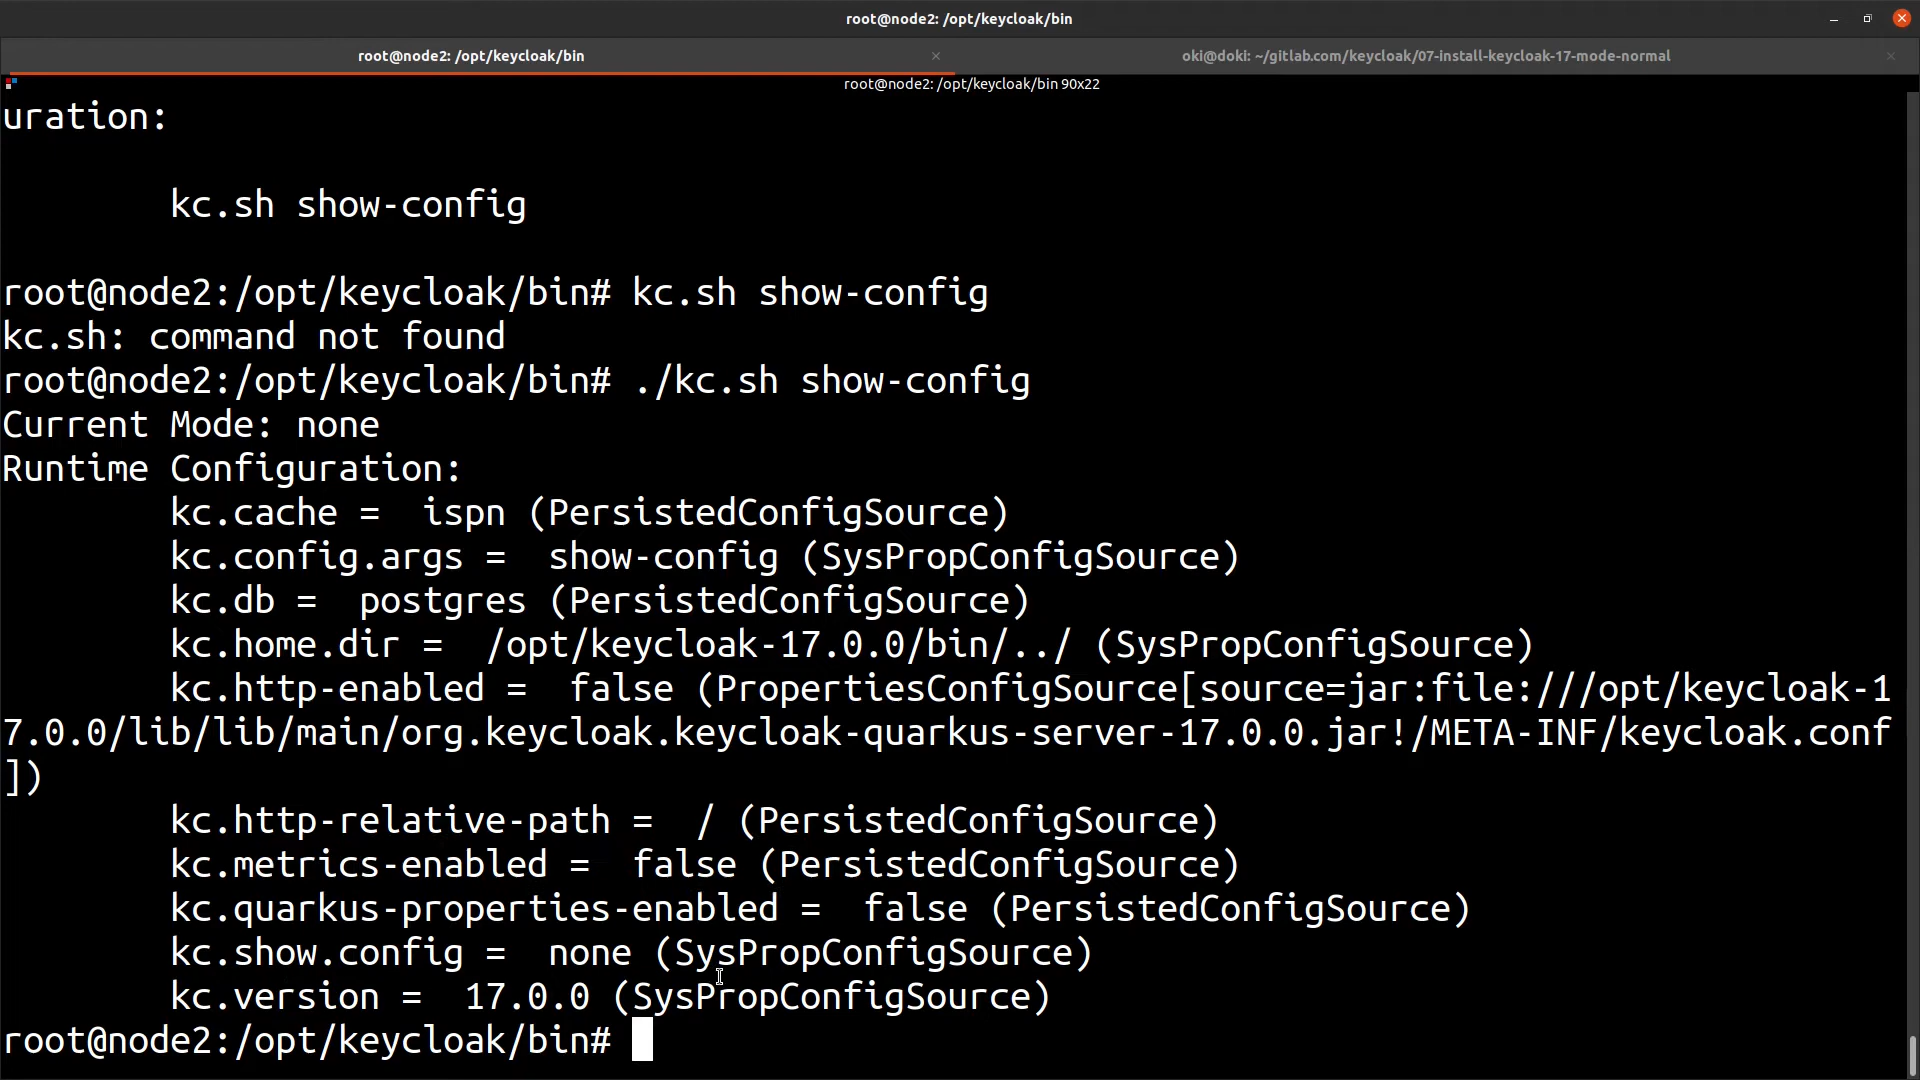 root@node2: /opt/keycloak/bin
root@node2: /opt/keycloak/bin
oki@doki: ~/gitlab.com/keycloak/07-install-keycloak-17-mode-normal
root@node2: /opt/keycloak/bin 90x22
uration:
kc.sh show-config
root@node2:/opt/keycloak/bin# kc.sh show-config
kc.sh: command not found
root@node2:/opt/keycloak/bin# ./kc.sh show-config
Current Mode: none
Runtime Configuration:
kc.cache =  ispn (PersistedConfigSource)
kc.config.args =  show-config (SysPropConfigSource)
kc.db =  postgres (PersistedConfigSource)
kc.home.dir =  /opt/keycloak-17.0.0/bin/../ (SysPropConfigSource)
kc.http-enabled =  false (PropertiesConfigSource[source=jar:file:///opt/keycloak-1
7.0.0/lib/lib/main/org.keycloak.keycloak-quarkus-server-17.0.0.jar!/META-INF/keycloak.conf
])
kc.http-relative-path =  / (PersistedConfigSource)
kc.metrics-enabled =  false (PersistedConfigSource)
kc.quarkus-properties-enabled =  false (PersistedConfigSource)
kc.show.config =  none (SysPropConfigSource)
kc.version =  17.0.0 (SysPropConfigSource)
root@node2:/opt/keycloak/bin#